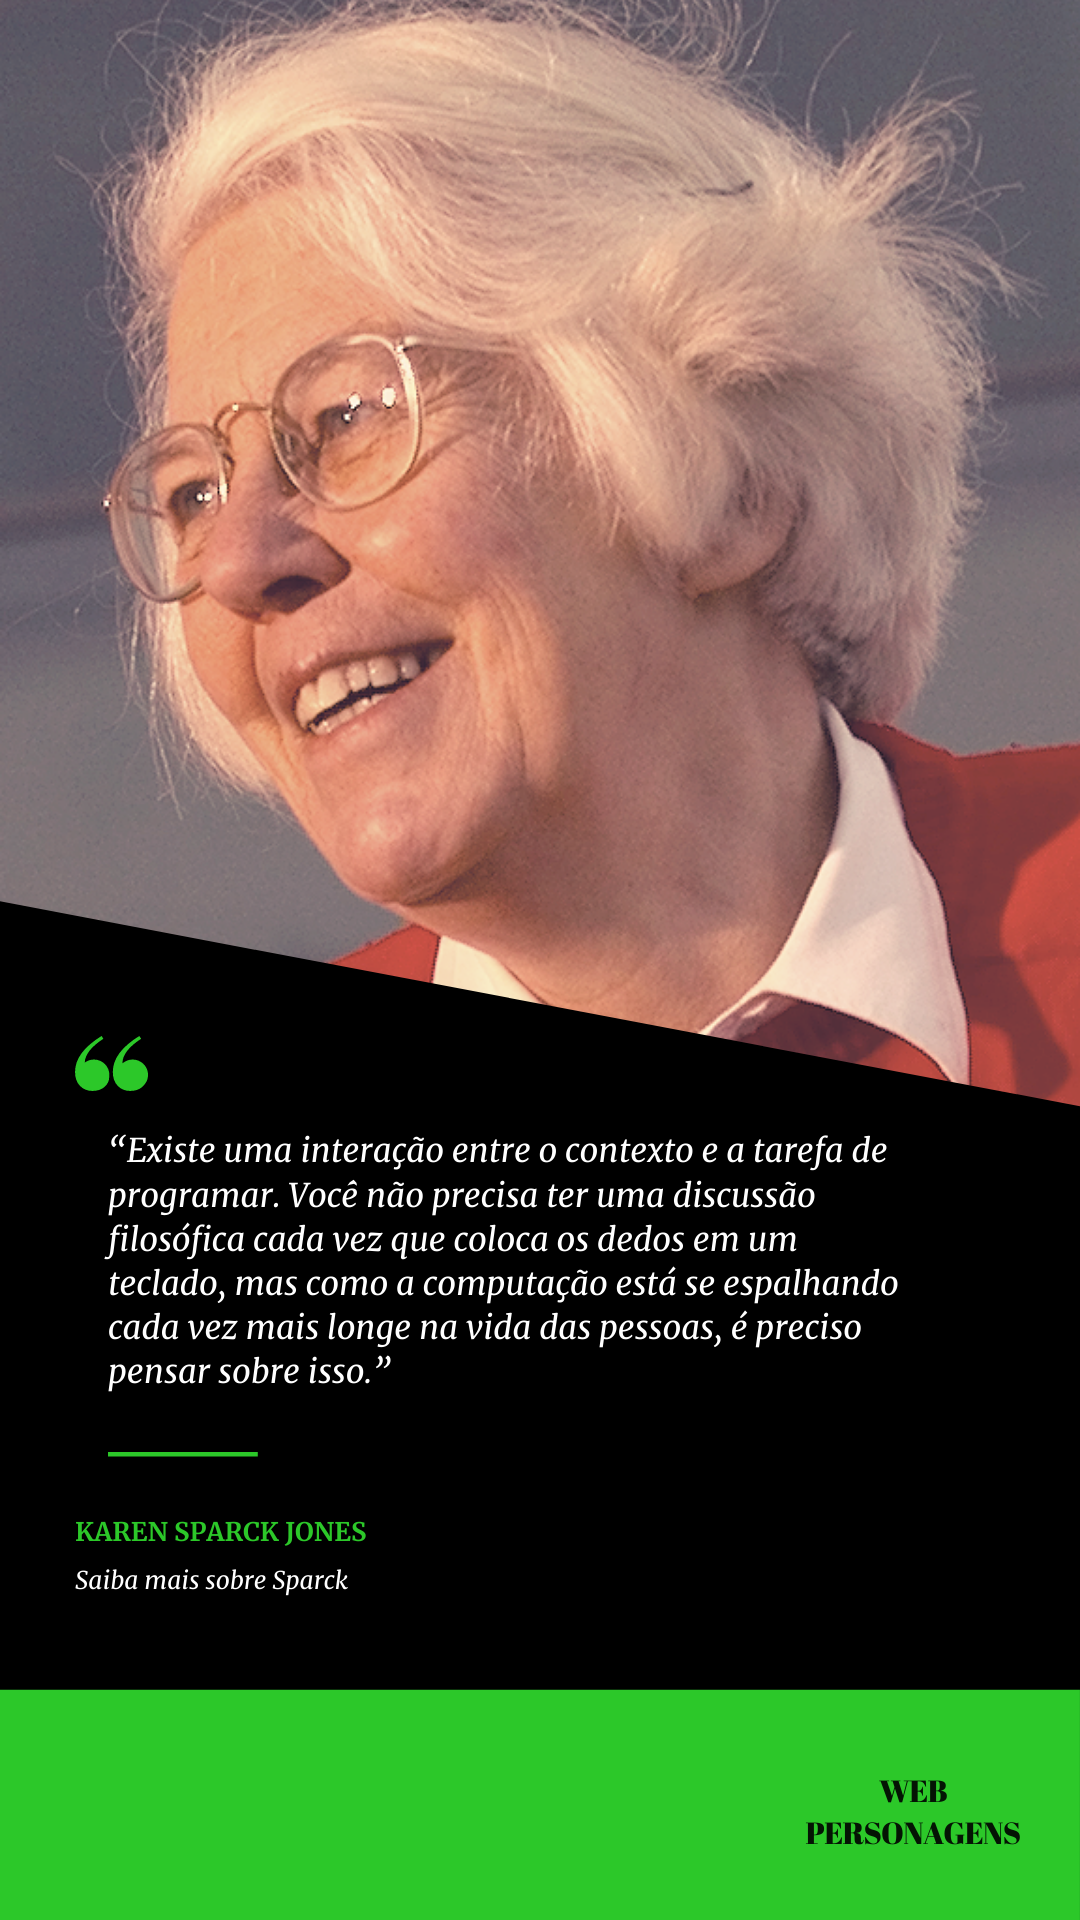 “Existe uma interação entre o contexto e a tarefa de
programar. Você não precisa ter uma discussão
filosófica cada vez que coloca os dedos em um
teclado, mas como a computação está se espalhando
cada vez mais longe na vida das pessoas, é preciso
pensar sobre isso.”
KAREN SPARCK JONES
Saiba mais sobre Sparck
WEB
PERSONAGENS